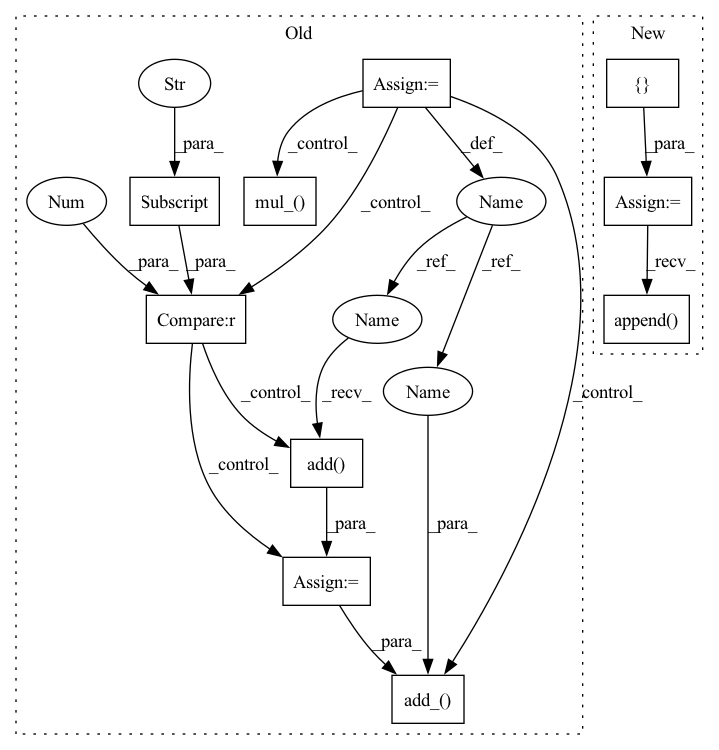 Old
New
Str
Assign:=
{}
_para_
_control_
_def_
_para_
Num
Subscript
mul_()
Name
Assign:=
_control_
_para_
_para_
_ref_
_ref_
_recv_
Compare:r
Name
append()
Name
_control_
_control_
_recv_
_control_
add()
_para_
_para_
Assign:=
_para_
add_()